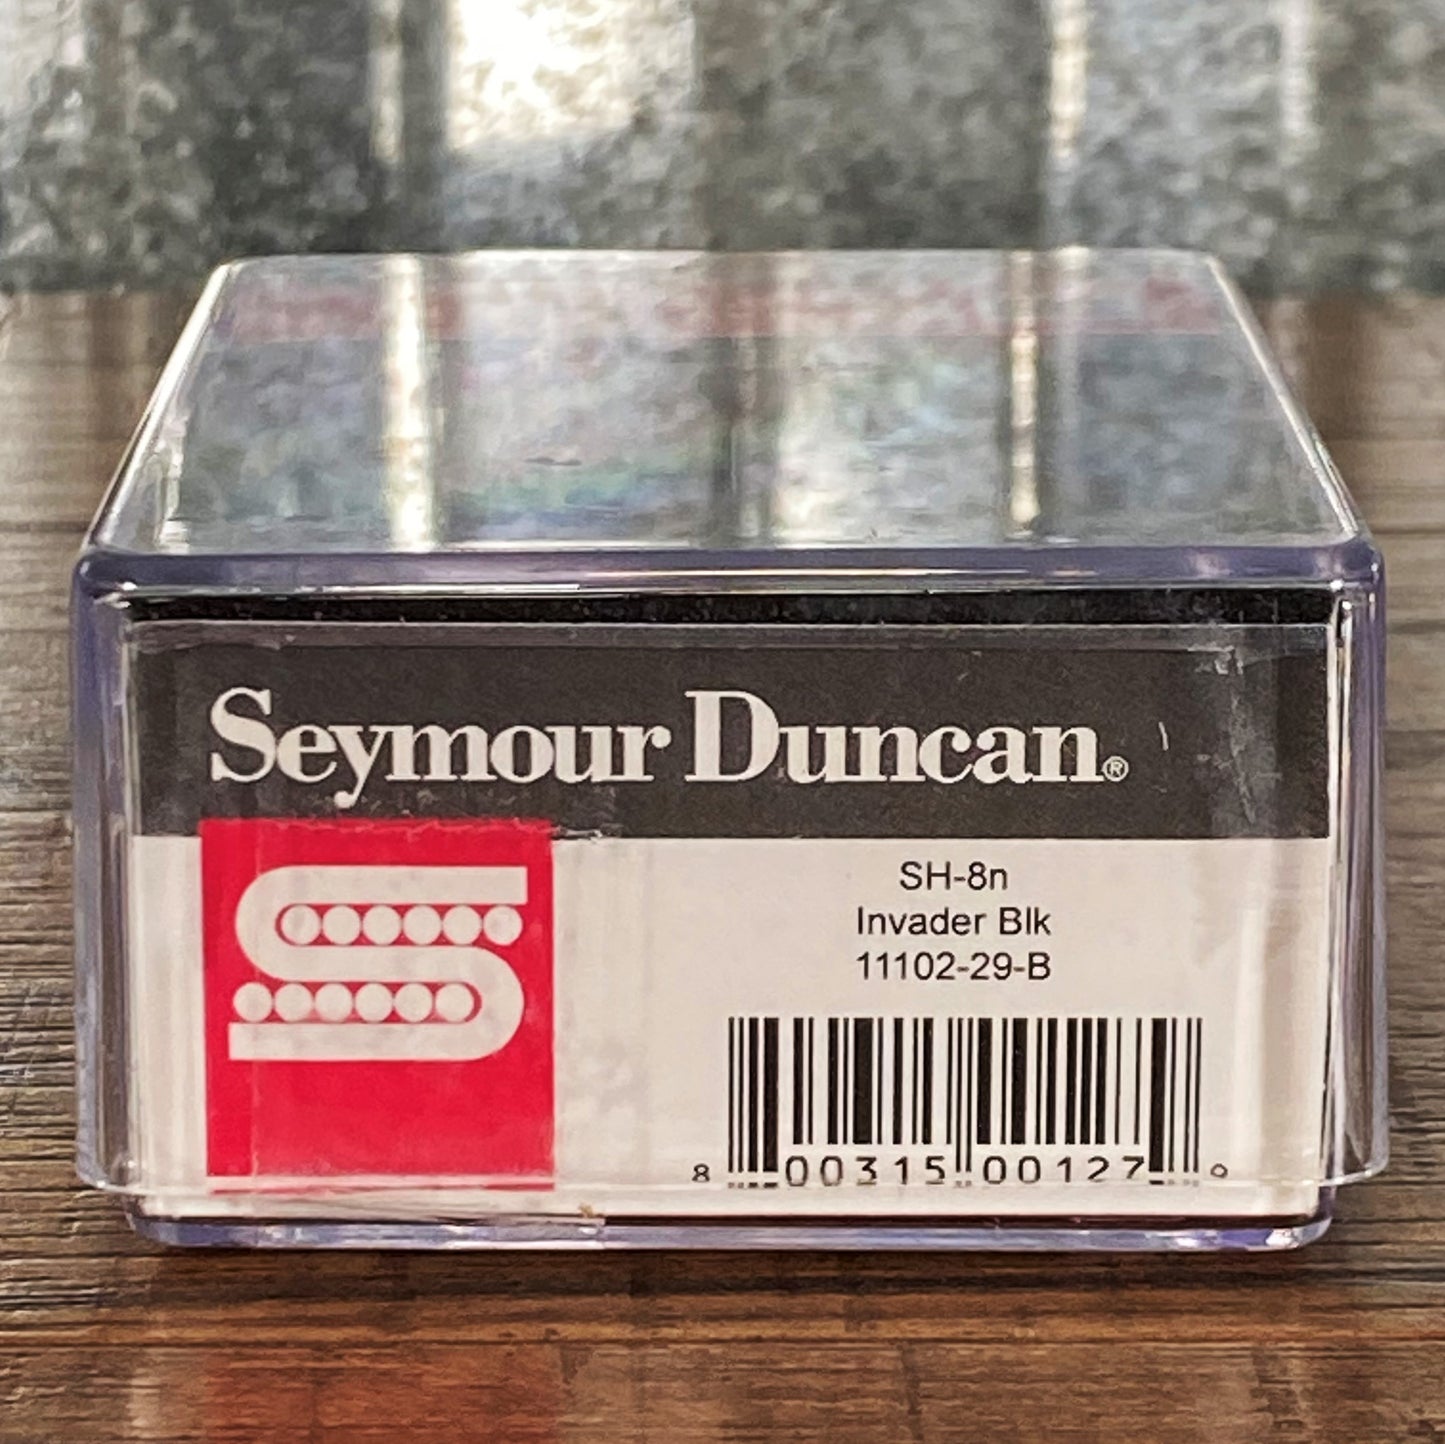 Seymour Duncan®
SH-8n
Invader Blk
11102-29-B
8 00315 00127 9